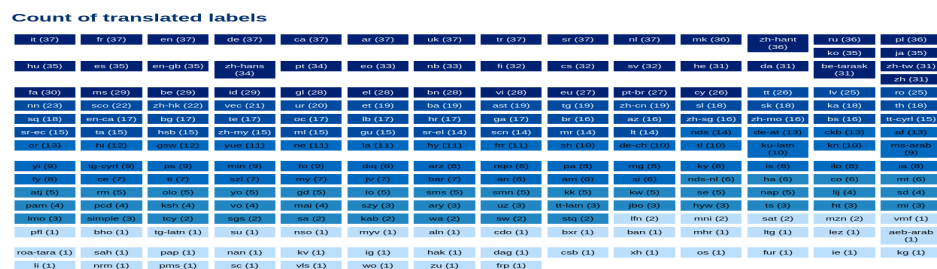 Count of translated labels
it (37) fr (37) en (37) de (37) ca (37) ar (37) uk (37) tr (37) sr (37) nl (37) mk (36) zh-hant (36) ru (36) pl (36)
ko (35) ja (35)
hu (35) es (35) en-gb (35) zh-hans (34) pt (34) eo (33) nb (33) fi (32) cs (32) sv (32) he (31) da (31) be-tarask (31) zh-tw (31)
zh (31)
fa (30) ms (29) be (29) id (29) gl (28) el (28) bn (28) vi (28) eu (27) pt-br (27) cy (26) tt (26) lv (25) ro (25)
nn (23) sco (22) zh-hk (22) vec (21) ur (20) et (19) ba (19) ast (19) tg (19) zh-cn (19) sl (18) sk (18) ka (18) th (18)
sq (18) en-ca (17) bg (17) te (17) oc (17) lb (17) hr (17) ga (17) br (16) az (16) zh-sg (16) zh-mo (16) bs (16) tt-cyrl (15)
sr-ec (15) ta (15) hsb (15) zh-my (15) ml (15) gu (15) sr-el (14) scn (14) mr (14) lt (14) nds (14) de-at (13) ckb (13) af (13)
or (13) hi (12) gsw (12) yue (11) ne (11) la (11) hy (11) frr (11) sh (10) de-ch (10) tl (10) ku-latn (10) kn (10) ms-arab (9)
yi (9) tg-cyrl (9) ps (9) min (9) fo (9) diq (8) arz (8) nqo (8) pa (8) mg (8) ky (8) is (8) ilo (8) ia (8)
fy (8) ce (7) ti (7) szl (7) my (7) jv (7) bar (7) an (6) am (6) si (6) nds-nl (6) ha (6) co (6) mt (6)
atj (5) rm (5) olo (5) yo (5) gd (5) io (5) sms (5) smn (5) kk (5) kw (5) se (5) nap (5) lij (4) sd (4)
pam (4) pcd (4) ksh (4) vo (4) mai (4) szy (3) ary (3) uz (3) tt-latn (3) jbo (3) hyw (3) ts (3) ht (3) mi (3)
lmo (3) simple (3) tcy (2) sgs (2) sa (2) kab (2) wa (2) sw (2) stq (2) lfn (2) mni (2) sat (2) mzn (2) vmf (1)
pfl (1) bho (1) tg-latn (1) su (1) nso (1) myv (1) aln (1) cdo (1) bxr (1) ban (1) mhr (1) ltg (1) lez (1) aeb-arab (1)
roa-tara (1) sah (1) pap (1) nan (1) kv (1) ig (1) hak (1) dag (1) csb (1) xh (1) os (1) fur (1) ie (1) kg (1)
li (1) nrm (1) pms (1) sc (1) vls (1) wo (1) zu (1) frp (1)